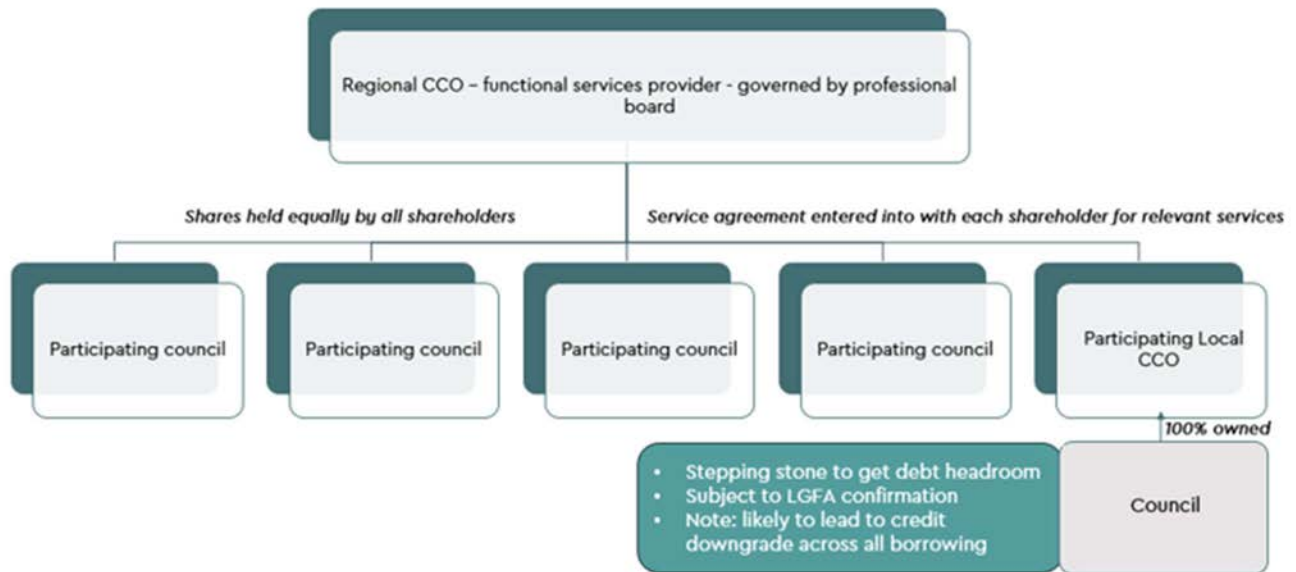 Regional CCO – functional services provider - governed by professional
board
Shares held equally by all shareholders
Service agreement entered into with each shareholder for relevant services
Participating council
Participating council
Participating council
Participating council
Participating Local
CCO
100% owned
• Stepping stone to get debt headroom
• Subject to LGFA confirmation
• Note: likely to lead to credit
downgrade across all borrowing
Council